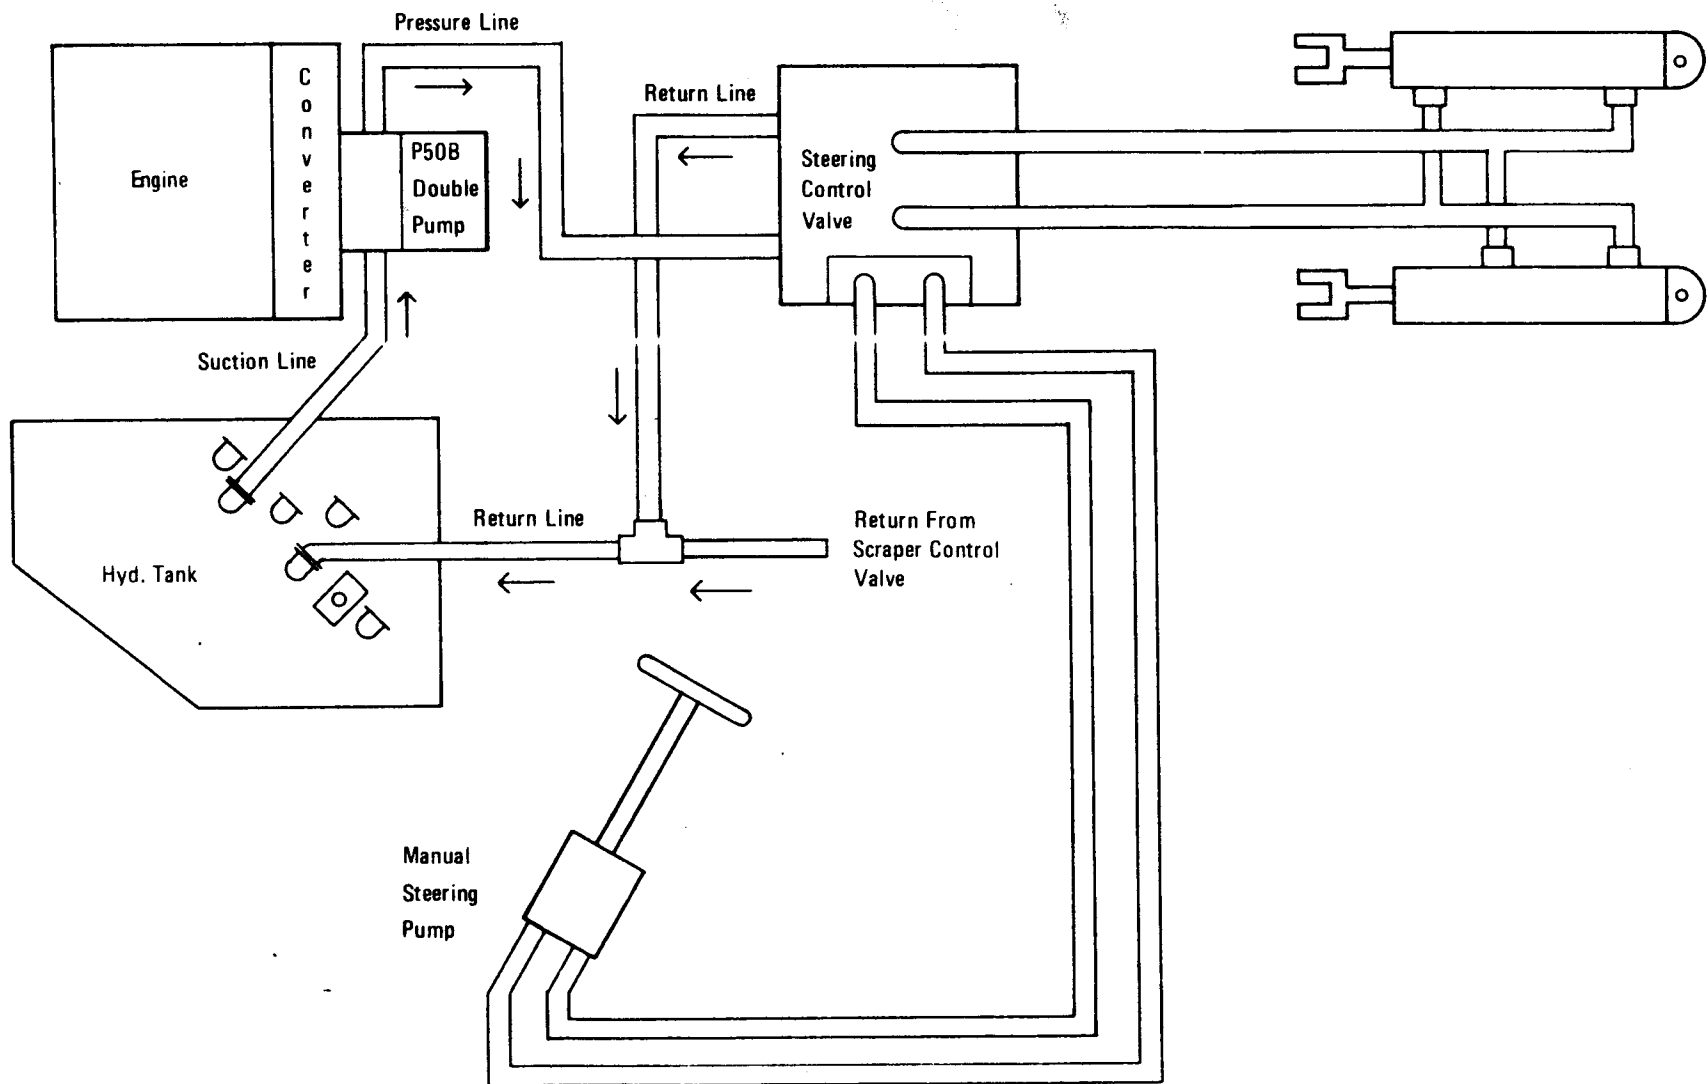 Pressure Line
Engine
Converter
P50B
Double
Pump
Return Line
Steering
Control
Valve
Suction Line
Hyd. Tank
Return Line
Return From
Scraper Control
Valve
Manual
Steering
Pump